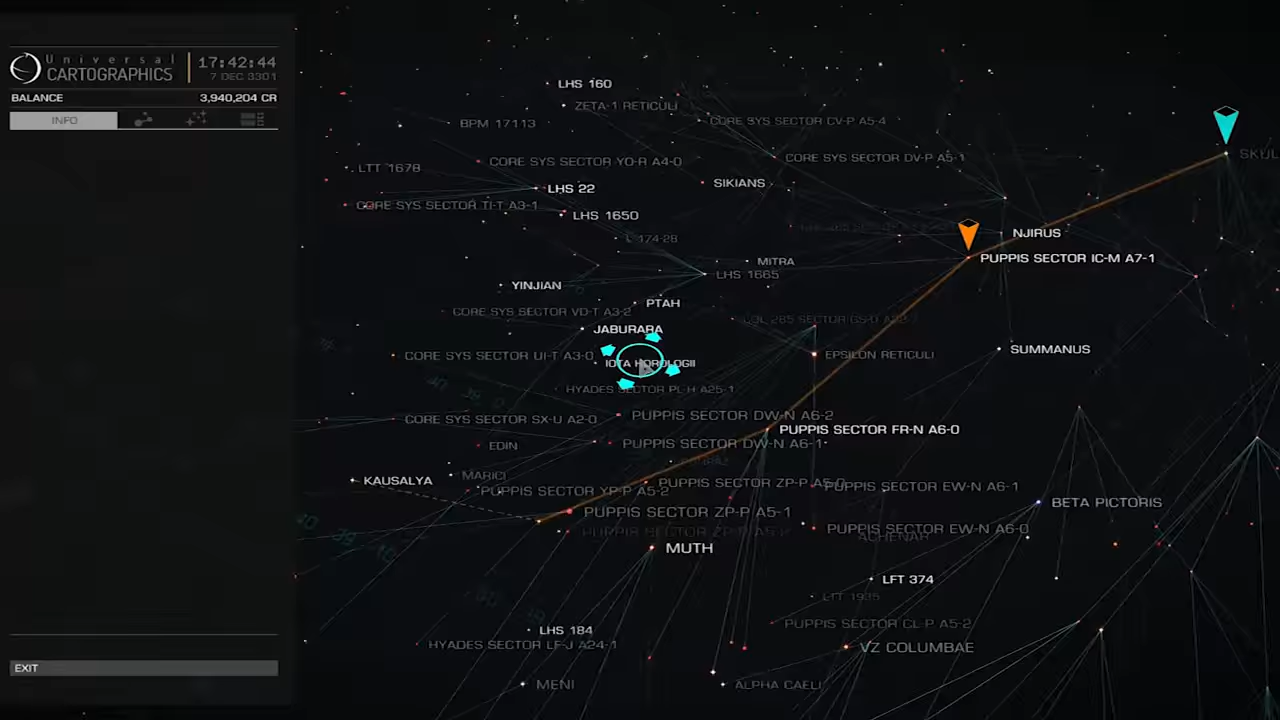 Universal
CARTOGRAPHICS
17:42:44
7 DEC 3301
BALANCE 3,940,204 CR
INFO
EXIT
LHS 160
ZETA-1 RETICULI
BPM 17113
CORE SYS SECTOR CV-P A5-4
LTT 1678
CORE SYS SECTOR YO-R A4-0
CORE SYS SECTOR DV-P A5-1
SIKIANS
LHS 22
CORE SYS SECTOR TI-T A3-1
LHS 1650
L 174-28
NJIRUS
PUPPIS SECTOR IC-M A7-1
MITRA
LHS 1665
YINJIAN
PTAH
CORE SYS SECTOR VD-T A3-2
JABURARA
SUMMANUS
CORE SYS SECTOR UI-T A3-0
EPSILON RETICULI
IOTA HOROLOGII
HYADES SECTOR PL-H A25-1
CORE SYS SECTOR SX-U A2-0
PUPPIS SECTOR DW-N A6-2
PUPPIS SECTOR FR-N A6-0
EDIN
PUPPIS SECTOR DW-N A6-1
KAUSALYA
MARICI
PUPPIS SECTOR YP-P A5-2
PUPPIS SECTOR ZP-P A5-0
PUPPIS SECTOR EW-N A6-1
BETA PICTORIS
PUPPIS SECTOR ZP-P A5-1
PUPPIS SECTOR EW-N A6-0
ACHENAR
MUTH
LFT 374
LTT 1935
PUPPIS SECTOR CL-P A5-2
LHS 184
HYADES SECTOR LF-J A24-1
VZ COLUMBAE
MENI
ALPHA CAELI